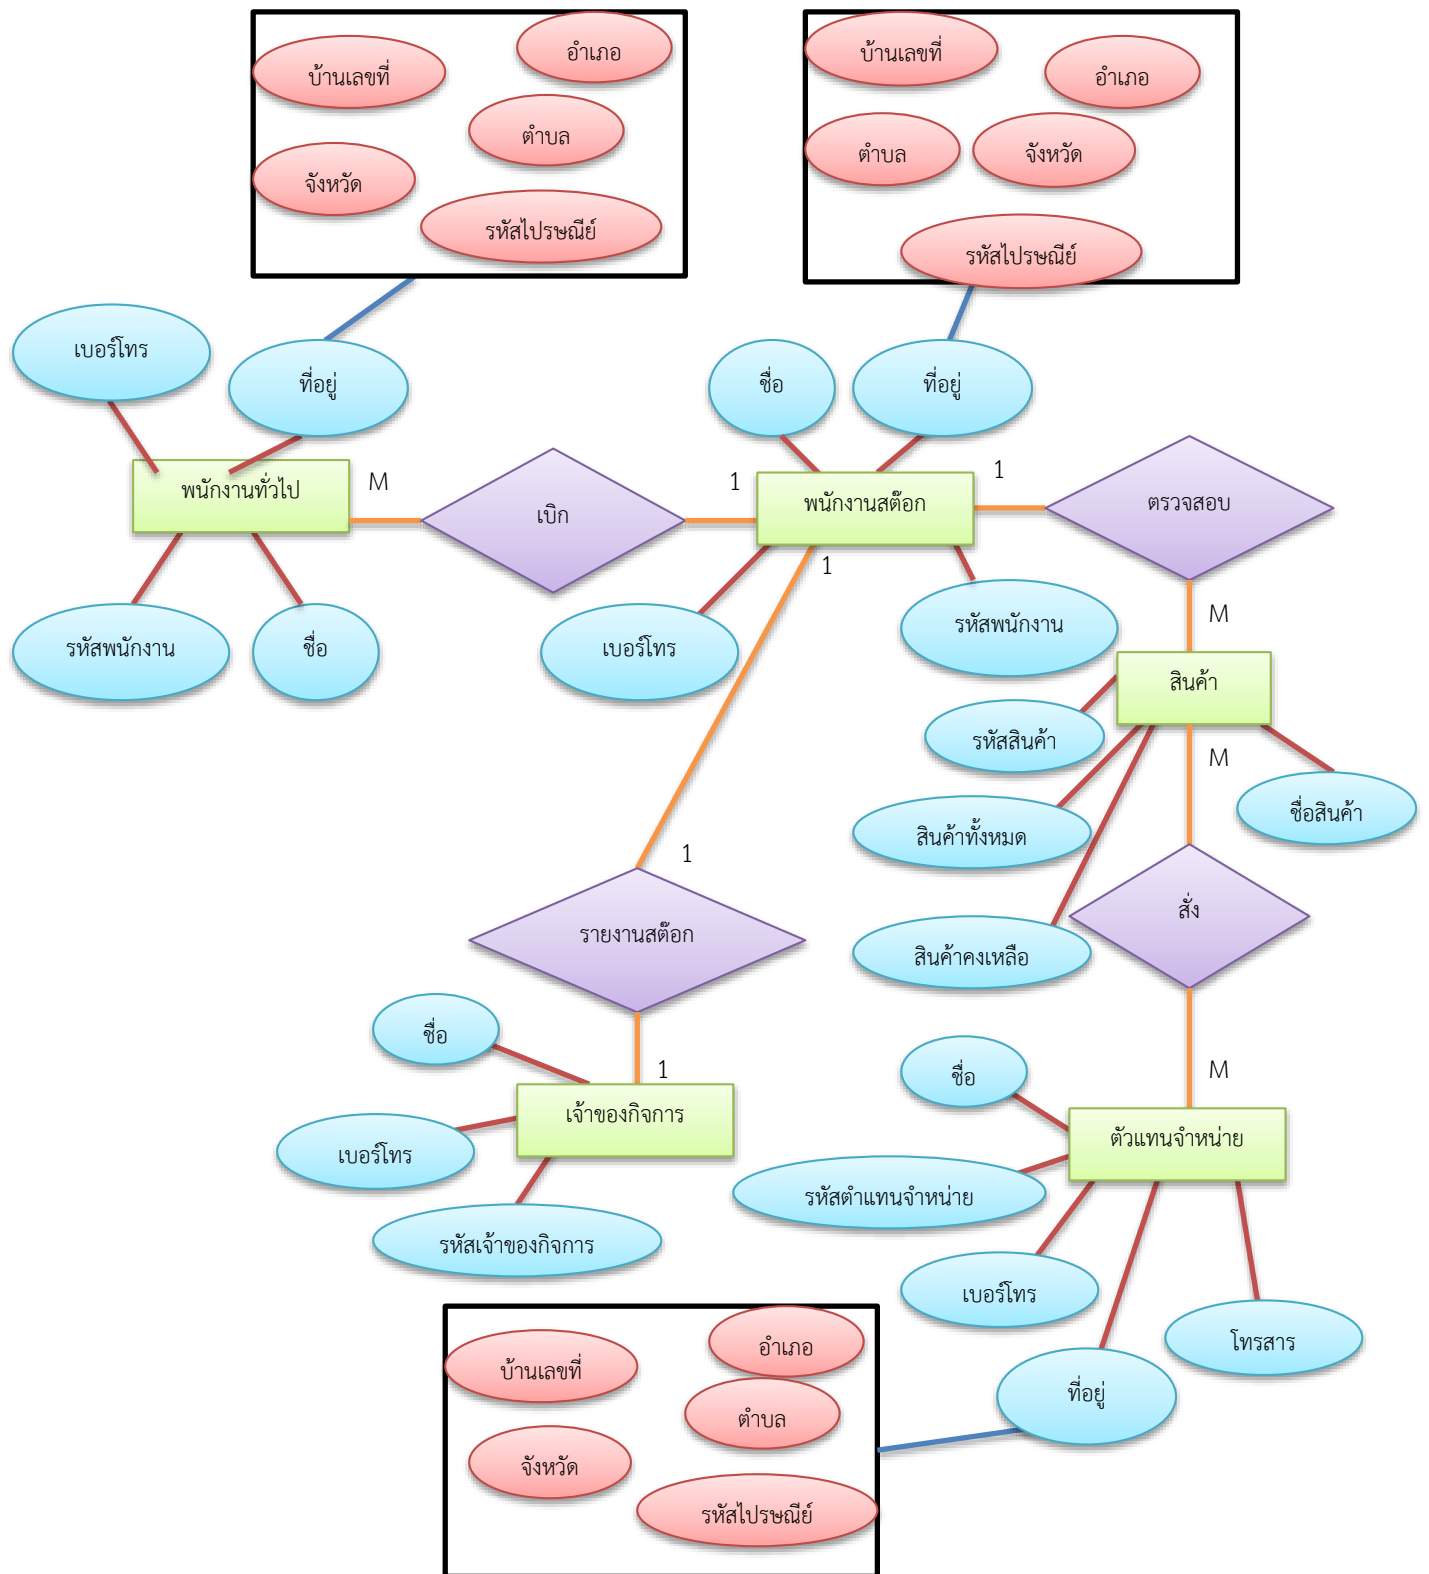 บ้านเลขที่
อำเภอ
ตำบล
จังหวัด
รหัสไปรษณีย์
บ้านเลขที่
อำเภอ
ตำบล
จังหวัด
รหัสไปรษณีย์
เบอร์โทร
ที่อยู่
ชื่อ
ที่อยู่
พนักงานทั่วไป
M
เบิก
1
พนักงานสต๊อก
1
ตรวจสอบ
1
รหัสพนักงาน
ชื่อ
เบอร์โทร
รหัสพนักงาน
M
สินค้า
รหัสสินค้า
M
ชื่อสินค้า
สินค้าทั้งหมด
1
สั่ง
รายงานสต๊อก
สินค้าคงเหลือ
ชื่อ
1
ชื่อ
M
เจ้าของกิจการ
เบอร์โทร
ตัวแทนจำหน่าย
รหัสตำแทนจำหน่าย
รหัสเจ้าของกิจการ
เบอร์โทร
โทรสาร
ที่อยู่
บ้านเลขที่
อำเภอ
ตำบล
จังหวัด
รหัสไปรษณีย์